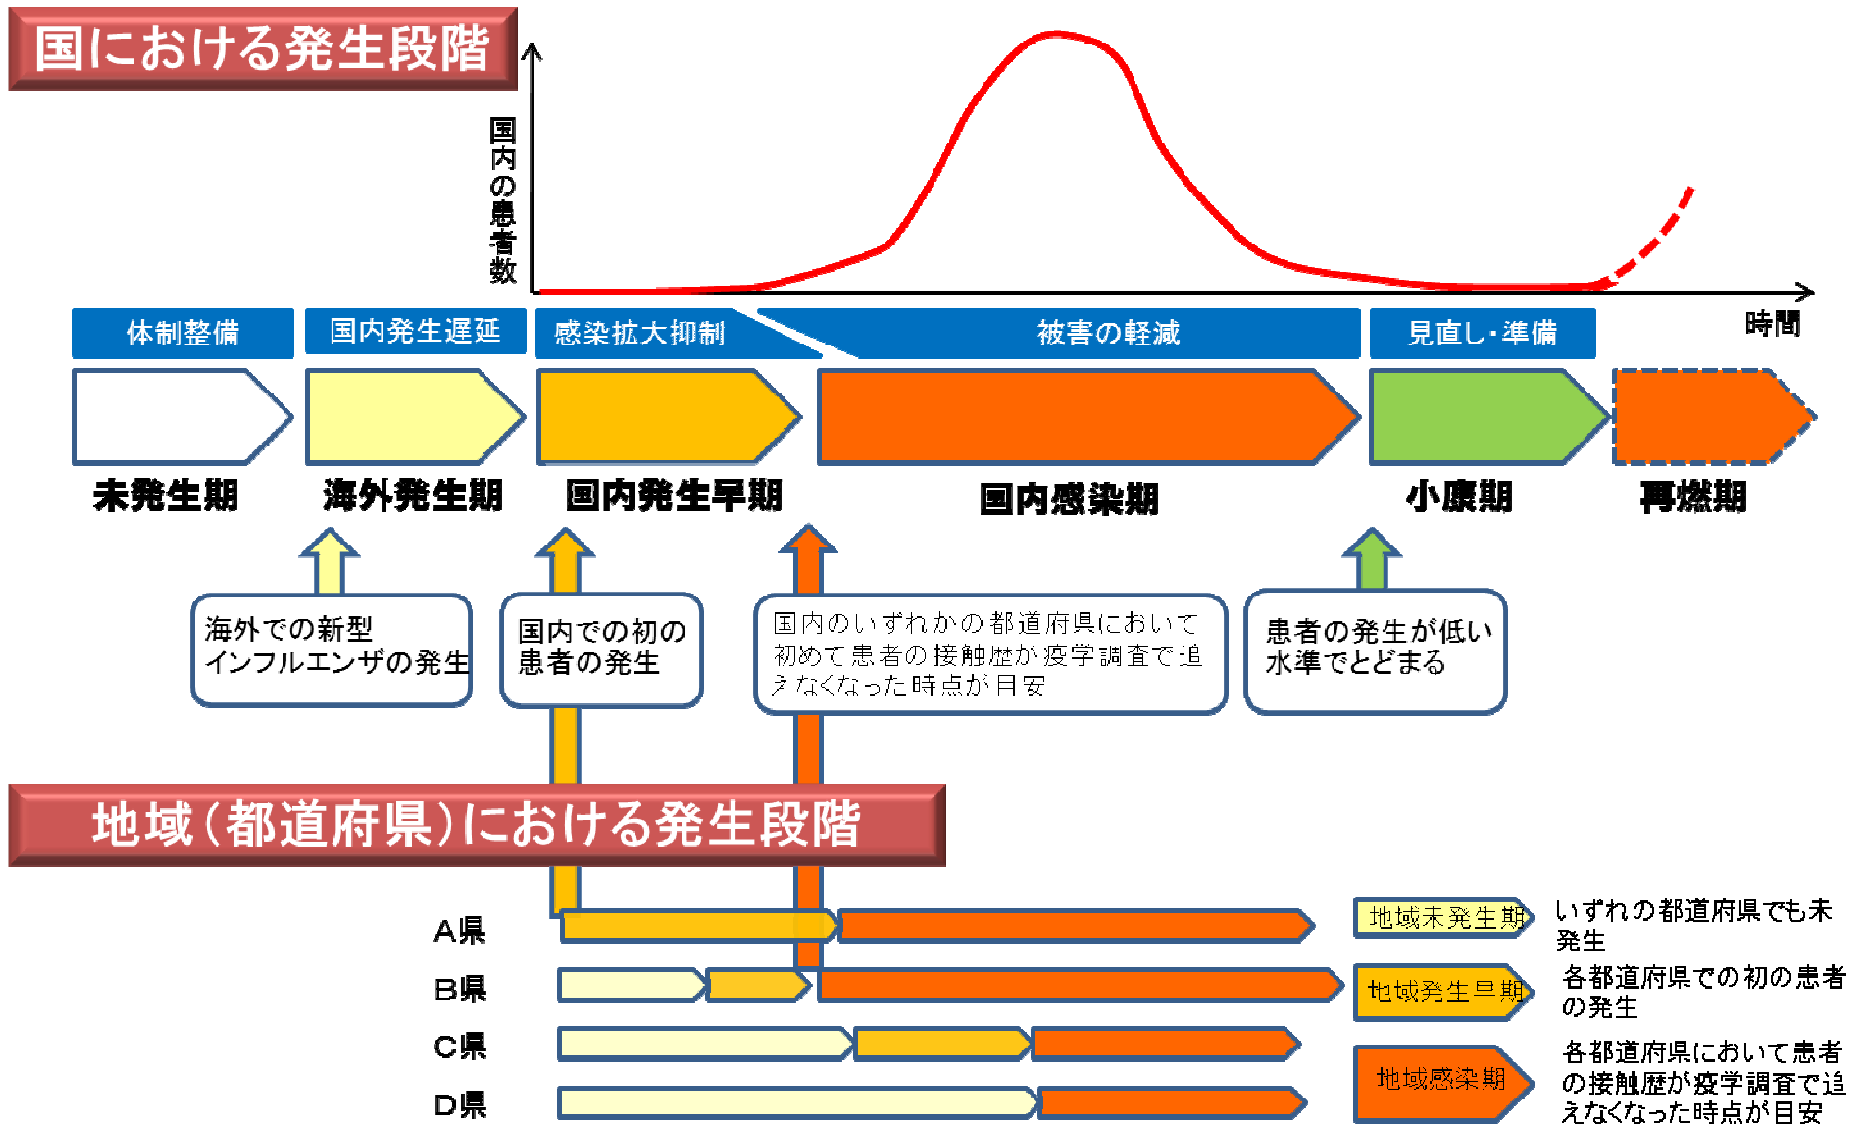 国における発生段階
国内の患者数
時間
体制整備
国内発生遅延
感染拡大抑制
被害の軽減
見直し・準備
未発生期
海外発生期
国内発生早期
国内感染期
小康期
再燃期
海外での新型
インフルエンザの発生
国内での初の
患者の発生
国内のいずれかの都道府県において
初めて患者の接触歴が疫学調査で追
えなくなった時点が目安
患者の発生が低い
水準でとどまる
地域（都道府県）における発生段階
A県
B県
C県
D県
地域未発生期
いずれの都道府県でも未
発生
地域発生早期
各都道府県での初の患者
の発生
地域感染期
各都道府県において患者
の接触歴が疫学調査で追
えなくなった時点が目安